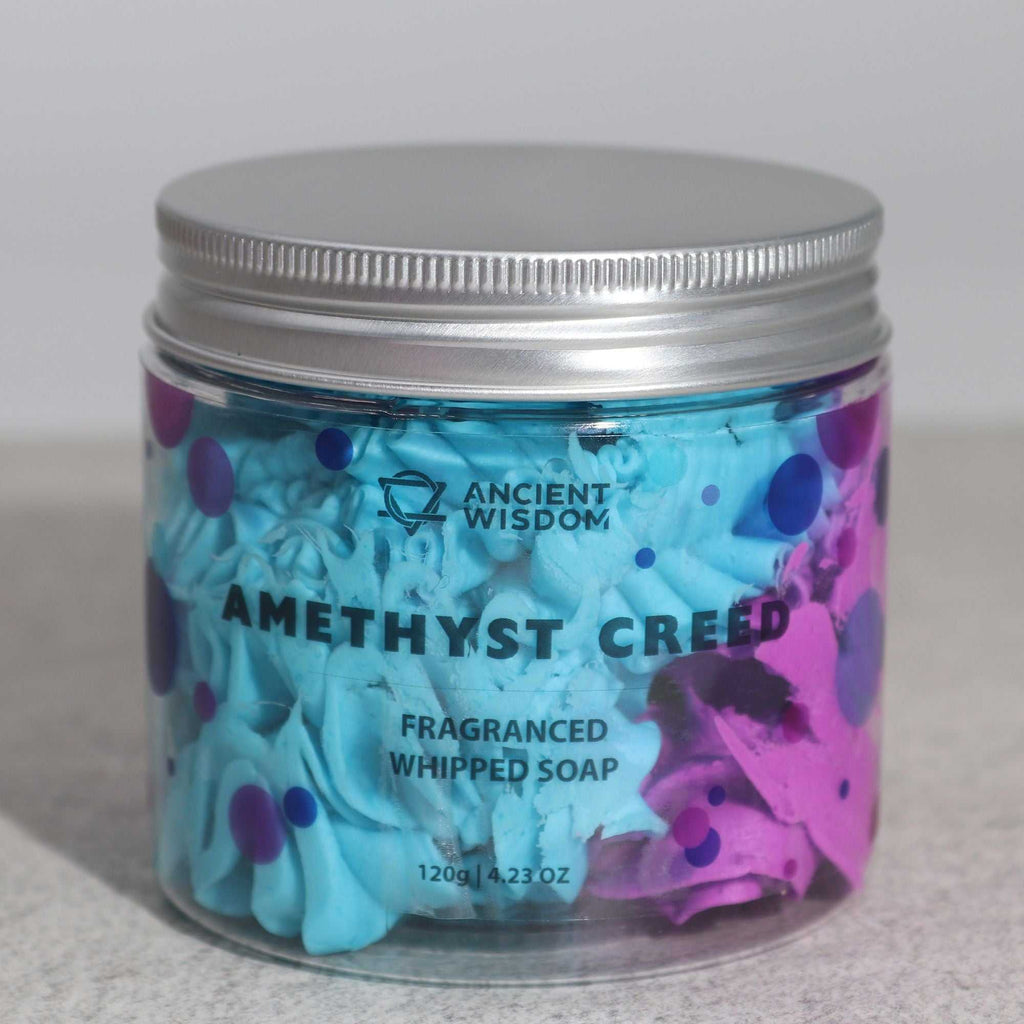 ANCIENT
WISDOM
AMETHYST CREED
FRAGRANCED
WHIPPED SOAP
120g | 4.23 OZ